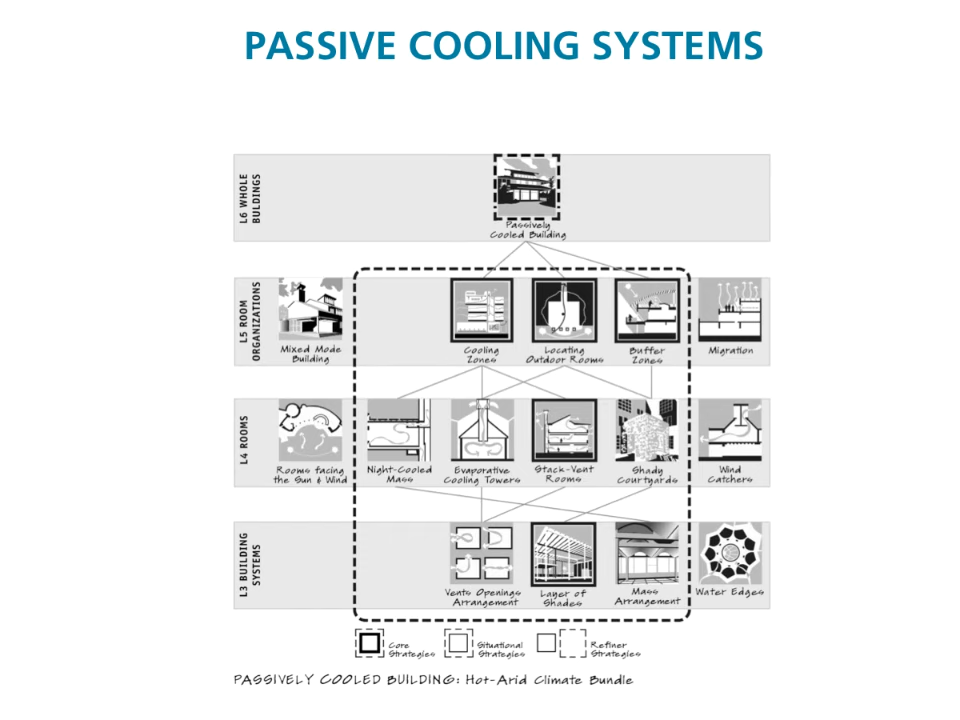 PASSIVE COOLING SYSTEMS
L6 WHOLE
BULDINGS
Passively
Cooled Building
L5 ROOM
ORGANIZATIONS
Mixed Mode
Building
Cooling
Zones
Locating
Outdoor Rooms
Buffer
Zones
Migration
L4 ROOMS
Rooms facing
the Sun & Wind
Night-Cooled
Mass
Evaporative
Cooling Towers
Stack-Vent
Rooms
Shady
Courtyards
Wind
Catchers
L3 BUILDING
SYSTEMS
Vents Openings
Arrangement
Layer of
Shades
Mass
Arrangement
Water Edges
Core
Strategies
Situational
Strategies
Refiner
Strategies
PASSIVELY COOLED BUILDING: Hot-Arid Climate Bundle